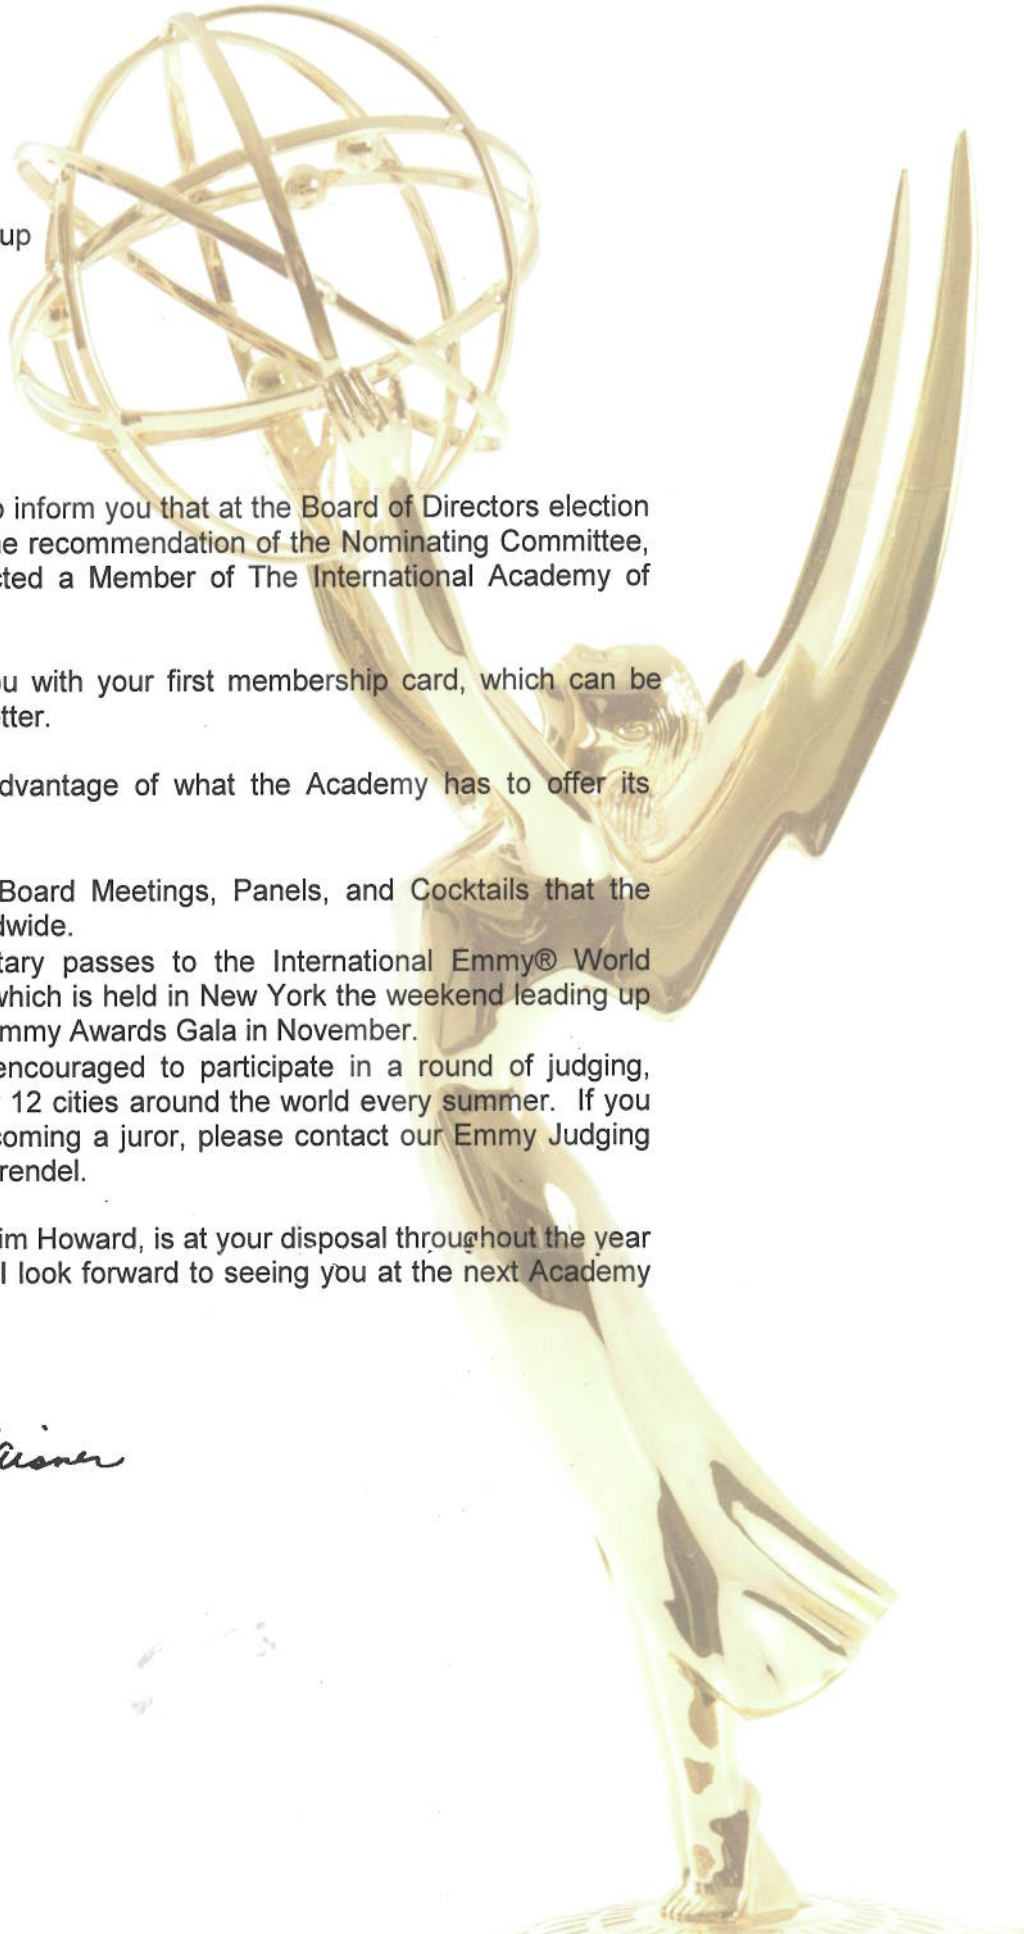 up
inform you that at the Board of Directors election
recommendation of the Nominating Committee,
cted a Member of The International Academy of
u with your first membership card, which can be
tter.
dvantage of what the Academy has to offer its
Board Meetings, Panels, and Cocktails that the
dwide.
tary passes to the International Emmy® World
which is held in New York the weekend leading up
mmy Awards Gala in November.
encouraged to participate in a round of judging,
12 cities around the world every summer. If you
coming a juror, please contact our Emmy Judging
rendel.
im Howard, is at your disposal throughout the year
I look forward to seeing you at the next Academy